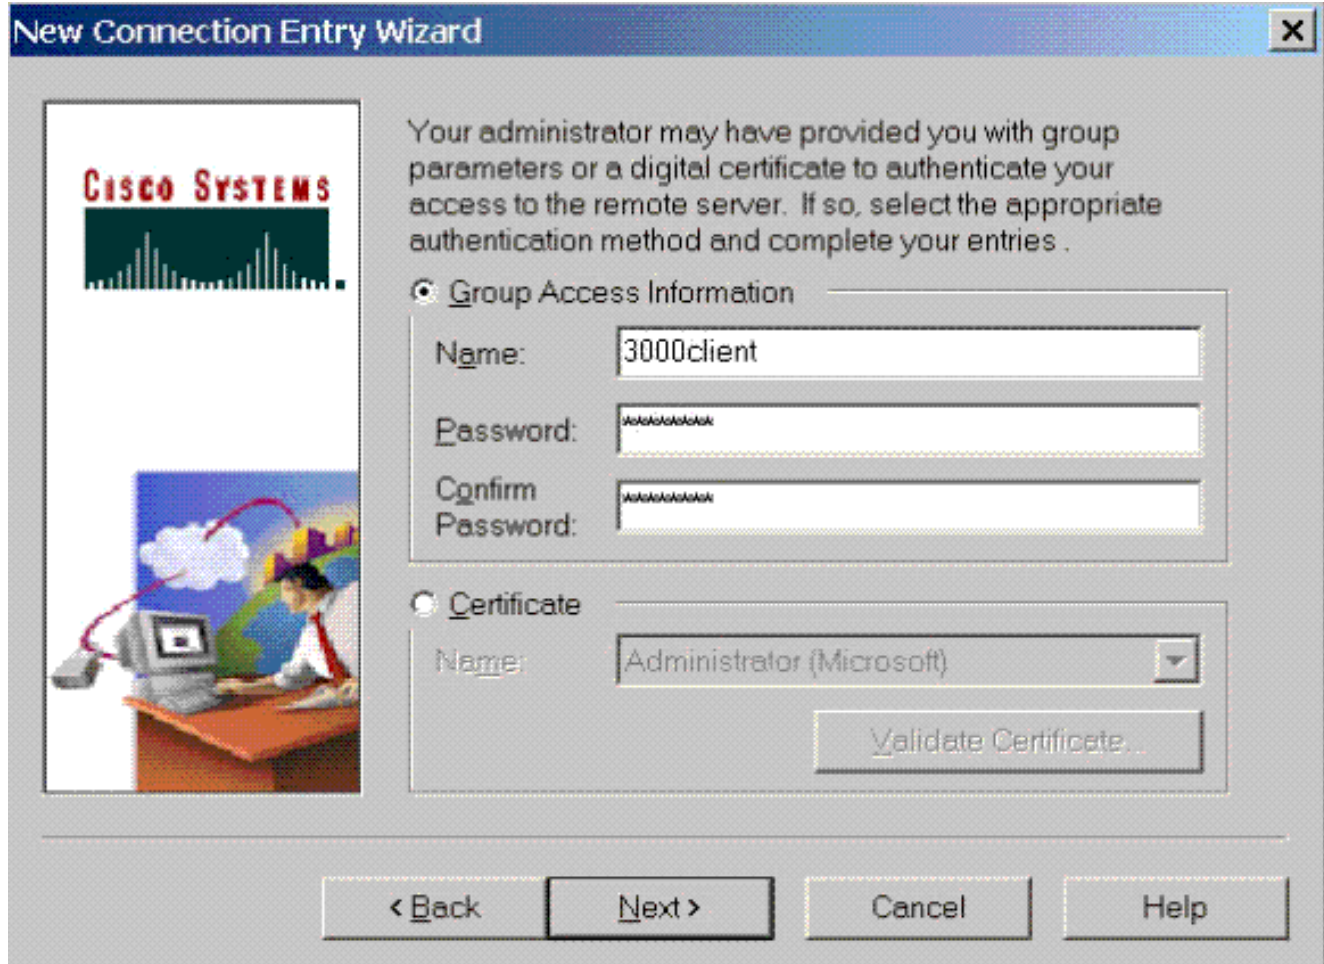 New Connection Entry Wizard
CISCO SYSTEMS
Your administrator may have provided you with group
parameters or a digital certificate to authenticate your
access to the remote server. If so, select the appropriate
authentication method and complete your entries .
Group Access Information
Name: 3000client
Password: *********
Confirm
Password: *********
Certificate
Name: Administrator (Microsoft)
Validate Certificate...
< Back Next > Cancel Help